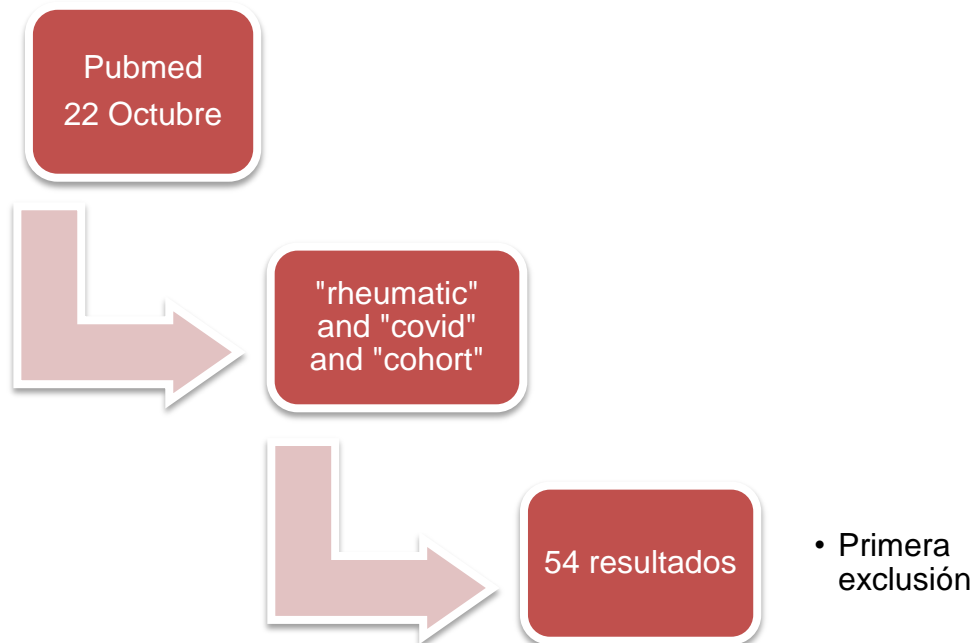 Pubmed
22 Octubre
"rheumatic"
and "covid"
and "cohort"
54 resultados
• Primera
exclusión